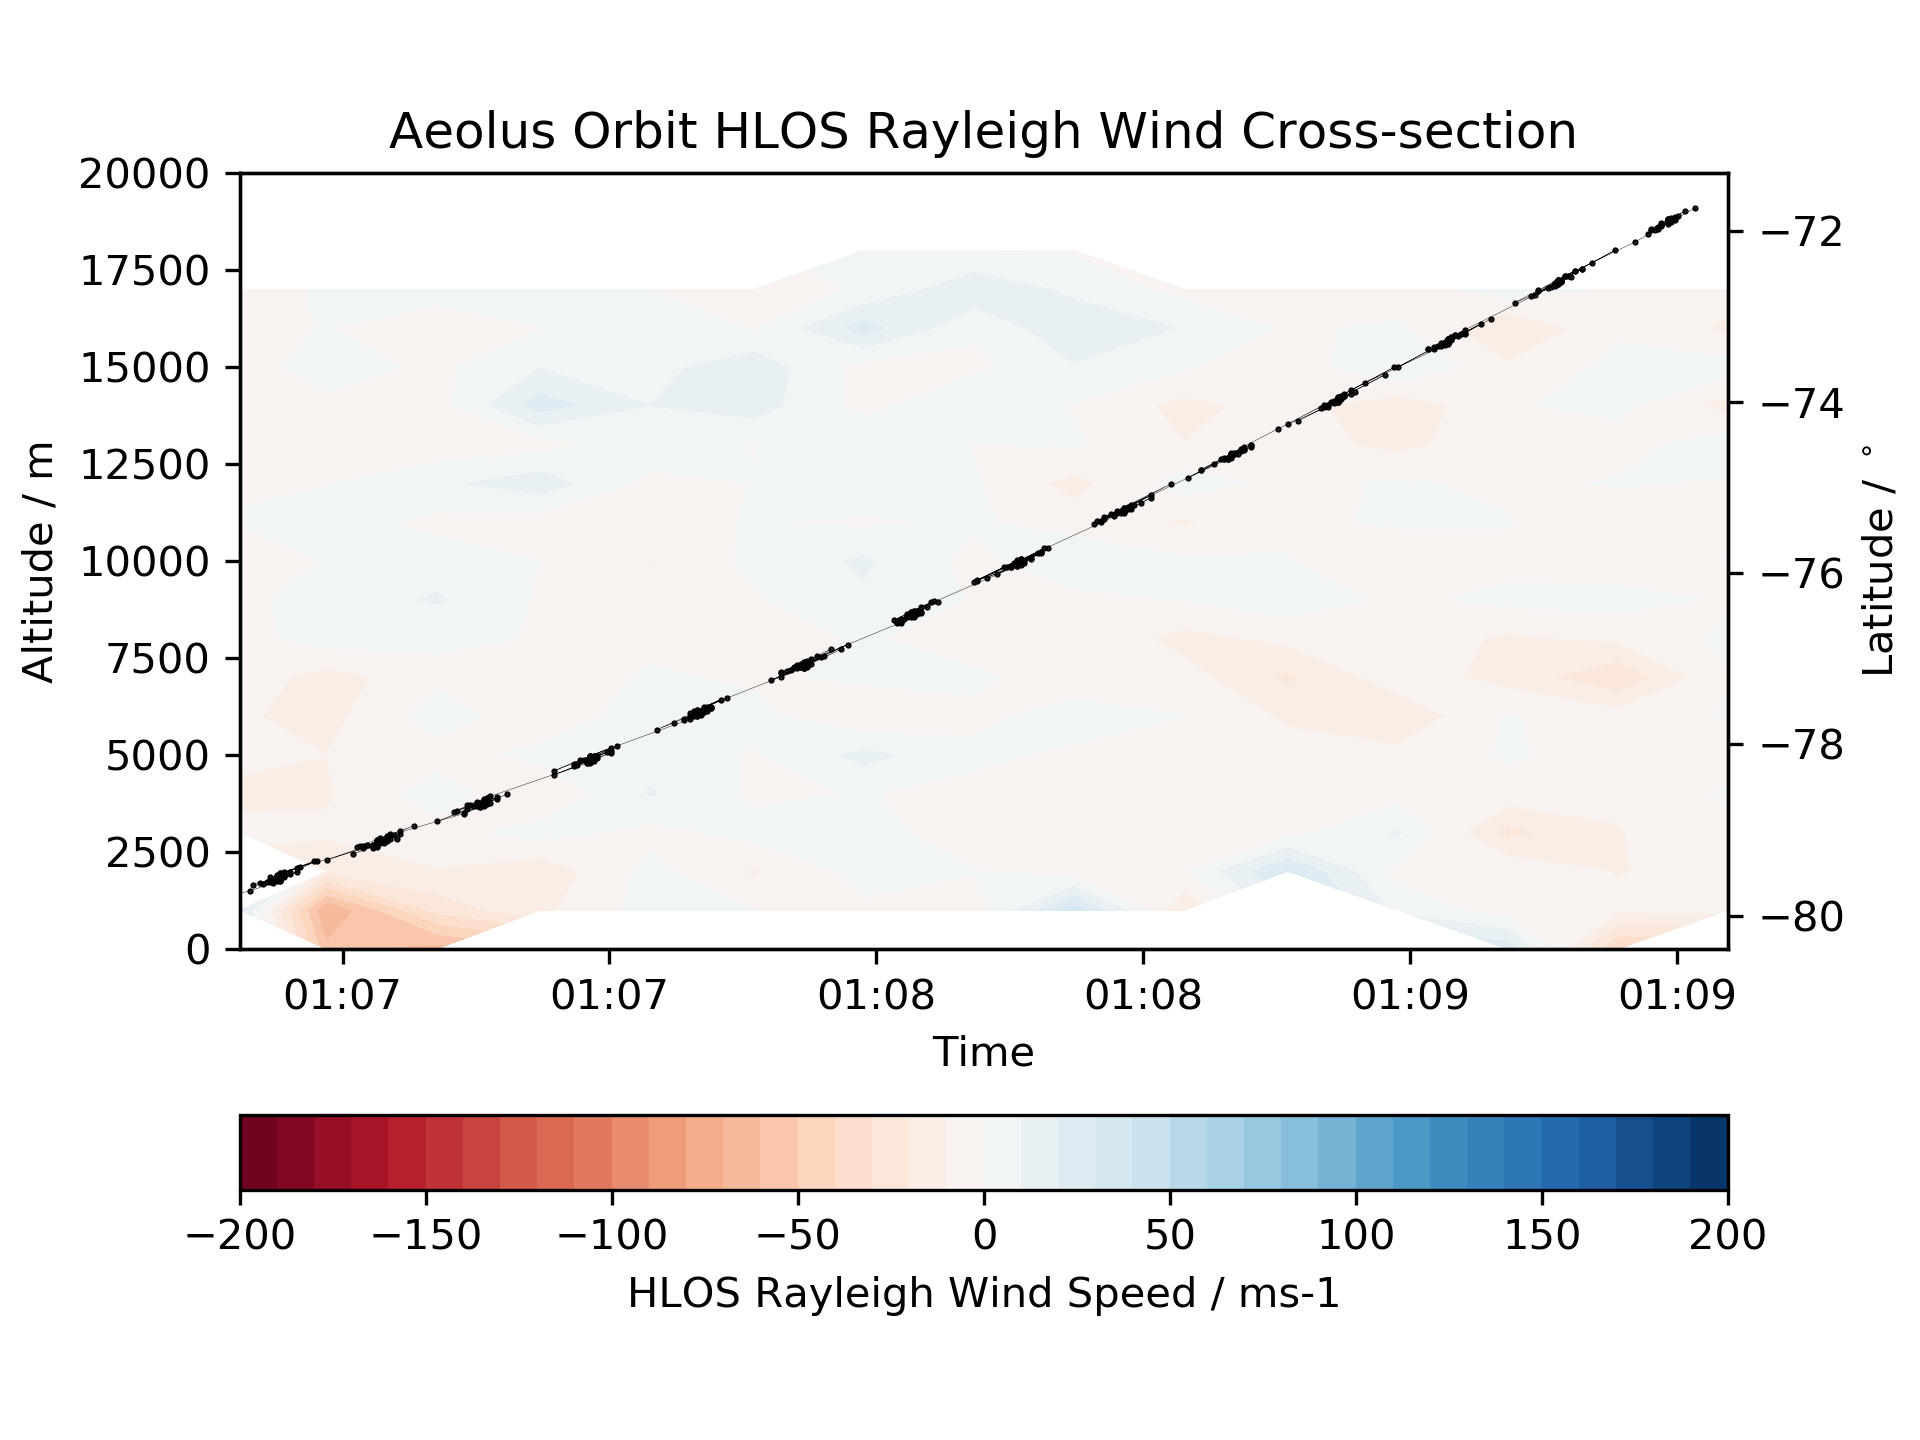 Aeolus Orbit HLOS Rayleigh Wind Cross-section
20000
17500
15000
12500
10000
7500
5000
2500
0
Altitude / m
−72
−74
−76
−78
−80
Latitude / °
01:07 01:07 01:08 01:08 01:09 01:09
Time
−200 −150 −100 −50 0 50 100 150 200
HLOS Rayleigh Wind Speed / ms-1